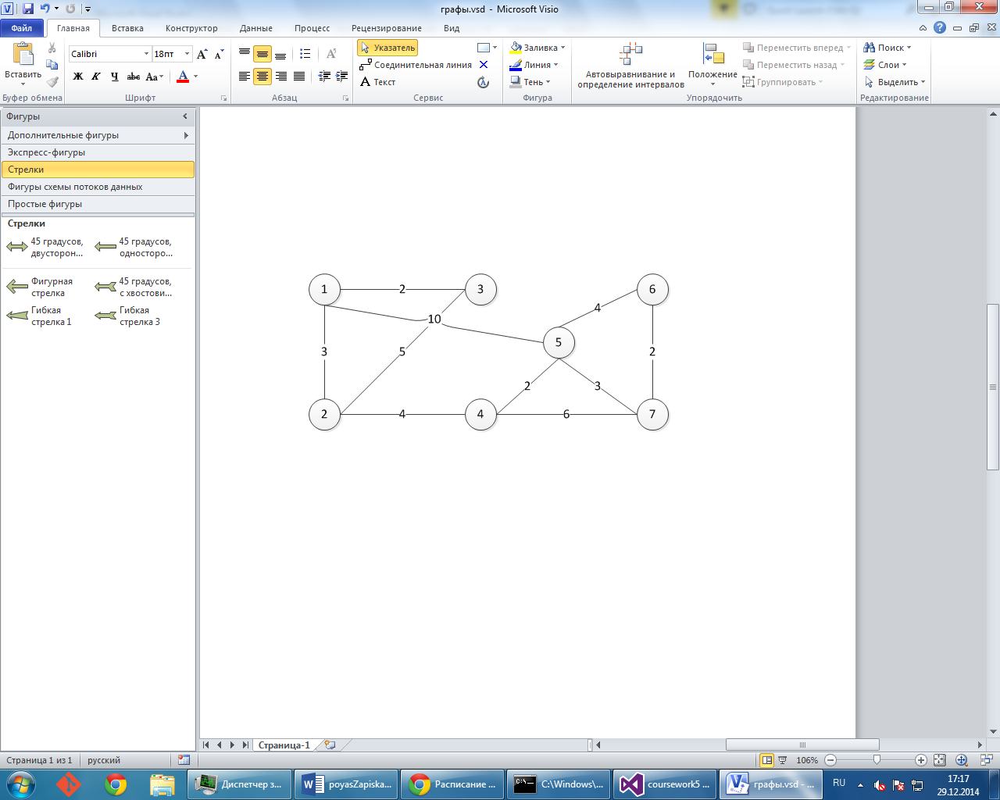 графы.vsd - Microsoft Visio
Файл Главная Вставка Конструктор Данные Процесс Рецензирование Вид
Вставить
Буфер обмена
Calibri 18пт
Ж К Ч abc Aa А
Шрифт
Абзац
Указатель
Соединительная линия
А Текст
Сервис
Заливка
Линия
Тень
Фигура
Автовыравнивание и
определение интервалов
Положение
Переместить вперед
Переместить назад
Группировать
Упорядочить
Поиск
Слои
Выделить
Редактирование
Фигуры
Дополнительные фигуры
Экспресс-фигуры
Стрелки
Фигуры схемы потоков данных
Простые фигуры
Стрелки
45 градусов,
двусторон...
45 градусов,
односторо...
Фигурная
стрелка
45 градусов,
с хвостови...
Гибкая
стрелка 1
Гибкая
стрелка 3
1 2 3 6
4
10
5
3 5 2
2 3
2 4 4 6 7
Страница-1
Страница 1 из 1 русский 106%
Диспетчер з... poyasZapiska... Расписание ... C:\Windows\... coursework5 ... графы.vsd - ... RU 17:17
29.12.2014